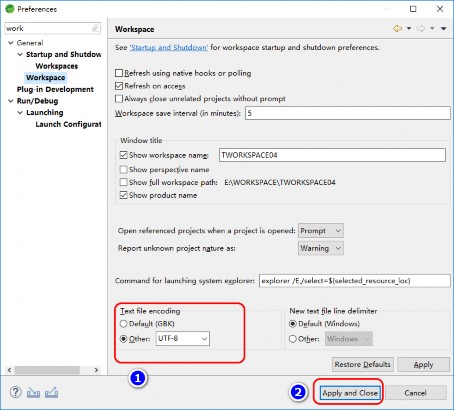 Preferences
work
General
Startup and Shutdow
Workspaces
Workspace
Plug-in Development
Run/Debug
Launching
Launch Configurat
Workspace
See 'Startup and Shutdown' for workspace startup and shutdown preferences.
Refresh using native hooks or polling
Refresh on access
Always close unrelated projects without prompt
Workspace save interval (in minutes): 5
Window title
Show workspace name: TWORKSPACE04
Show perspective name
Show full workspace path: E:\WORKSPACE\TWORKSPACE04
Show product name
Open referenced projects when a project is opened: Prompt
Report unknown project nature as: Warning
Command for launching system explorer: explorer /E,/select=${selected_resource_loc}
Text file encoding
Default (GBK)
Other: UTF-8
New text file line delimiter
Default (Windows)
Other: Windows
1
Restore Defaults Apply
2
Apply and Close Cancel